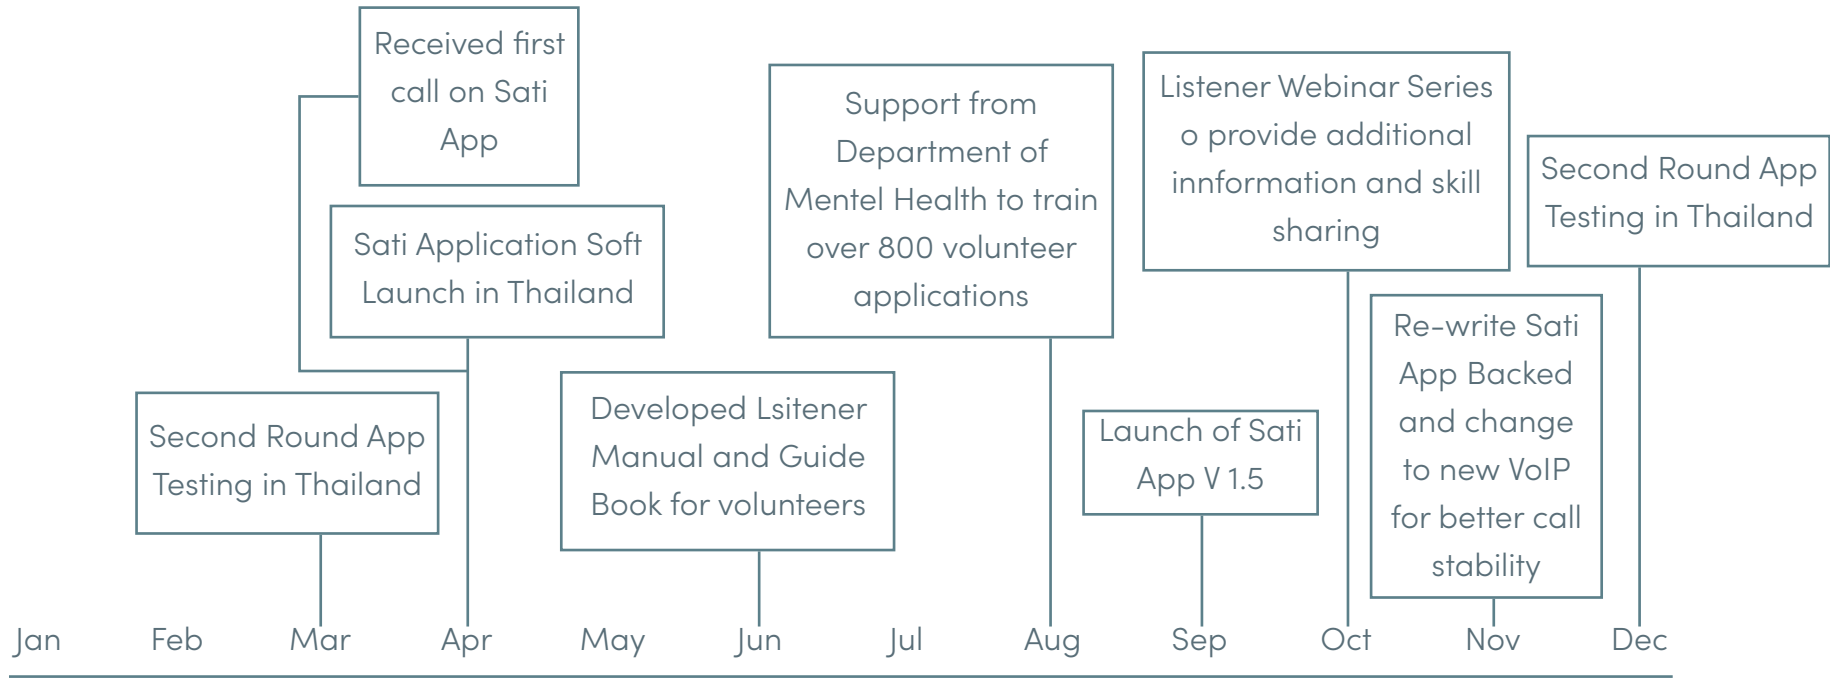 Received first
call on Sati
App
Sati Application Soft
Launch in Thailand
Second Round App
Testing in Thailand
Developed Lsitener
Manual and Guide
Book for volunteers
Support from
Department of
Mentel Health to train
over 800 volunteer
applications
Launch of Sati
App V 1.5
Listener Webinar Series
o provide additional
innformation and skill
sharing
Re-write Sati
App Backed
and change
to new VoIP
for better call
stability
Second Round App
Testing in Thailand
Jan Feb Mar Apr May Jun Jul Aug Sep Oct Nov Dec